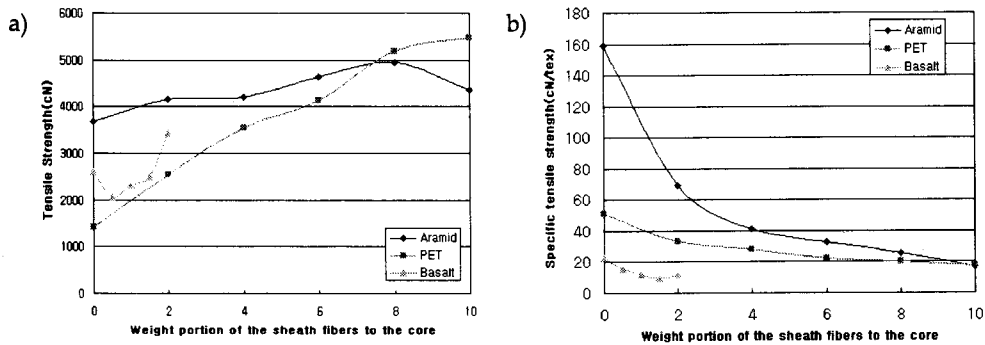 a)
Tensile Strength(cN)
6000
5000
4000
3000
2000
1000
0
0 2 4 6 8 10
Weight portion of the sheath fibers to the core
Aramid
PET
Basalt
b)
Specific tensile strength(cN/tex)
180
160
140
120
100
80
60
40
20
0
0 2 4 6 8 10
Weight portion of the sheath fibers to the core
Aramid
PET
Basalt